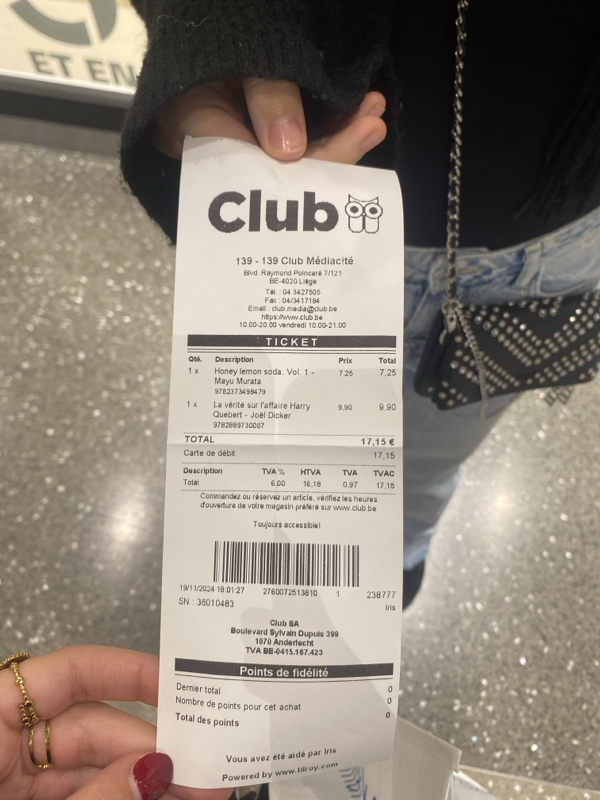 ET EN
Club
139 - 139 Club Médiacité
Blvd. Raymond Poincaré 7/121
BE-4020 Liège
Tél. : 04 3427505
Fax : 04/3417184
Email : club.media@club.be
https://www.club.be
10.00-20.00 vendredi 10.00-21.00
TICKET
Qté. Description Prix Total
1 x Honey lemon soda. Vol. 1 - 7,25 7,25
Mayu Murata
9782373498479
1 x La vérité sur l'affaire Harry 9,90 9,90
Quebert - Joël Dicker
9782889730087
TOTAL 17,15 €
Carte de débit 17,15
Description TVA % HTVA TVA TVAC
Total 6,00 16,18 0.97 17,15
Commandez ou réservez un article, vérifiez les heures
d'ouverture de votre magasin préféré sur www.club.be
Toujours accessible!
19/11/2024 18:01:27 2760072513810 1 238777
SN : 36010483 Iris
Club SA
Boulevard Sylvain Dupuis 399
1070 Anderlecht
TVA BE-0415.167.423
Points de fidélité
Dernier total 0
Nombre de points pour cet achat 0
Total des points 0
Vous avez été aidé par Iris
Powered by www.tilroy.com